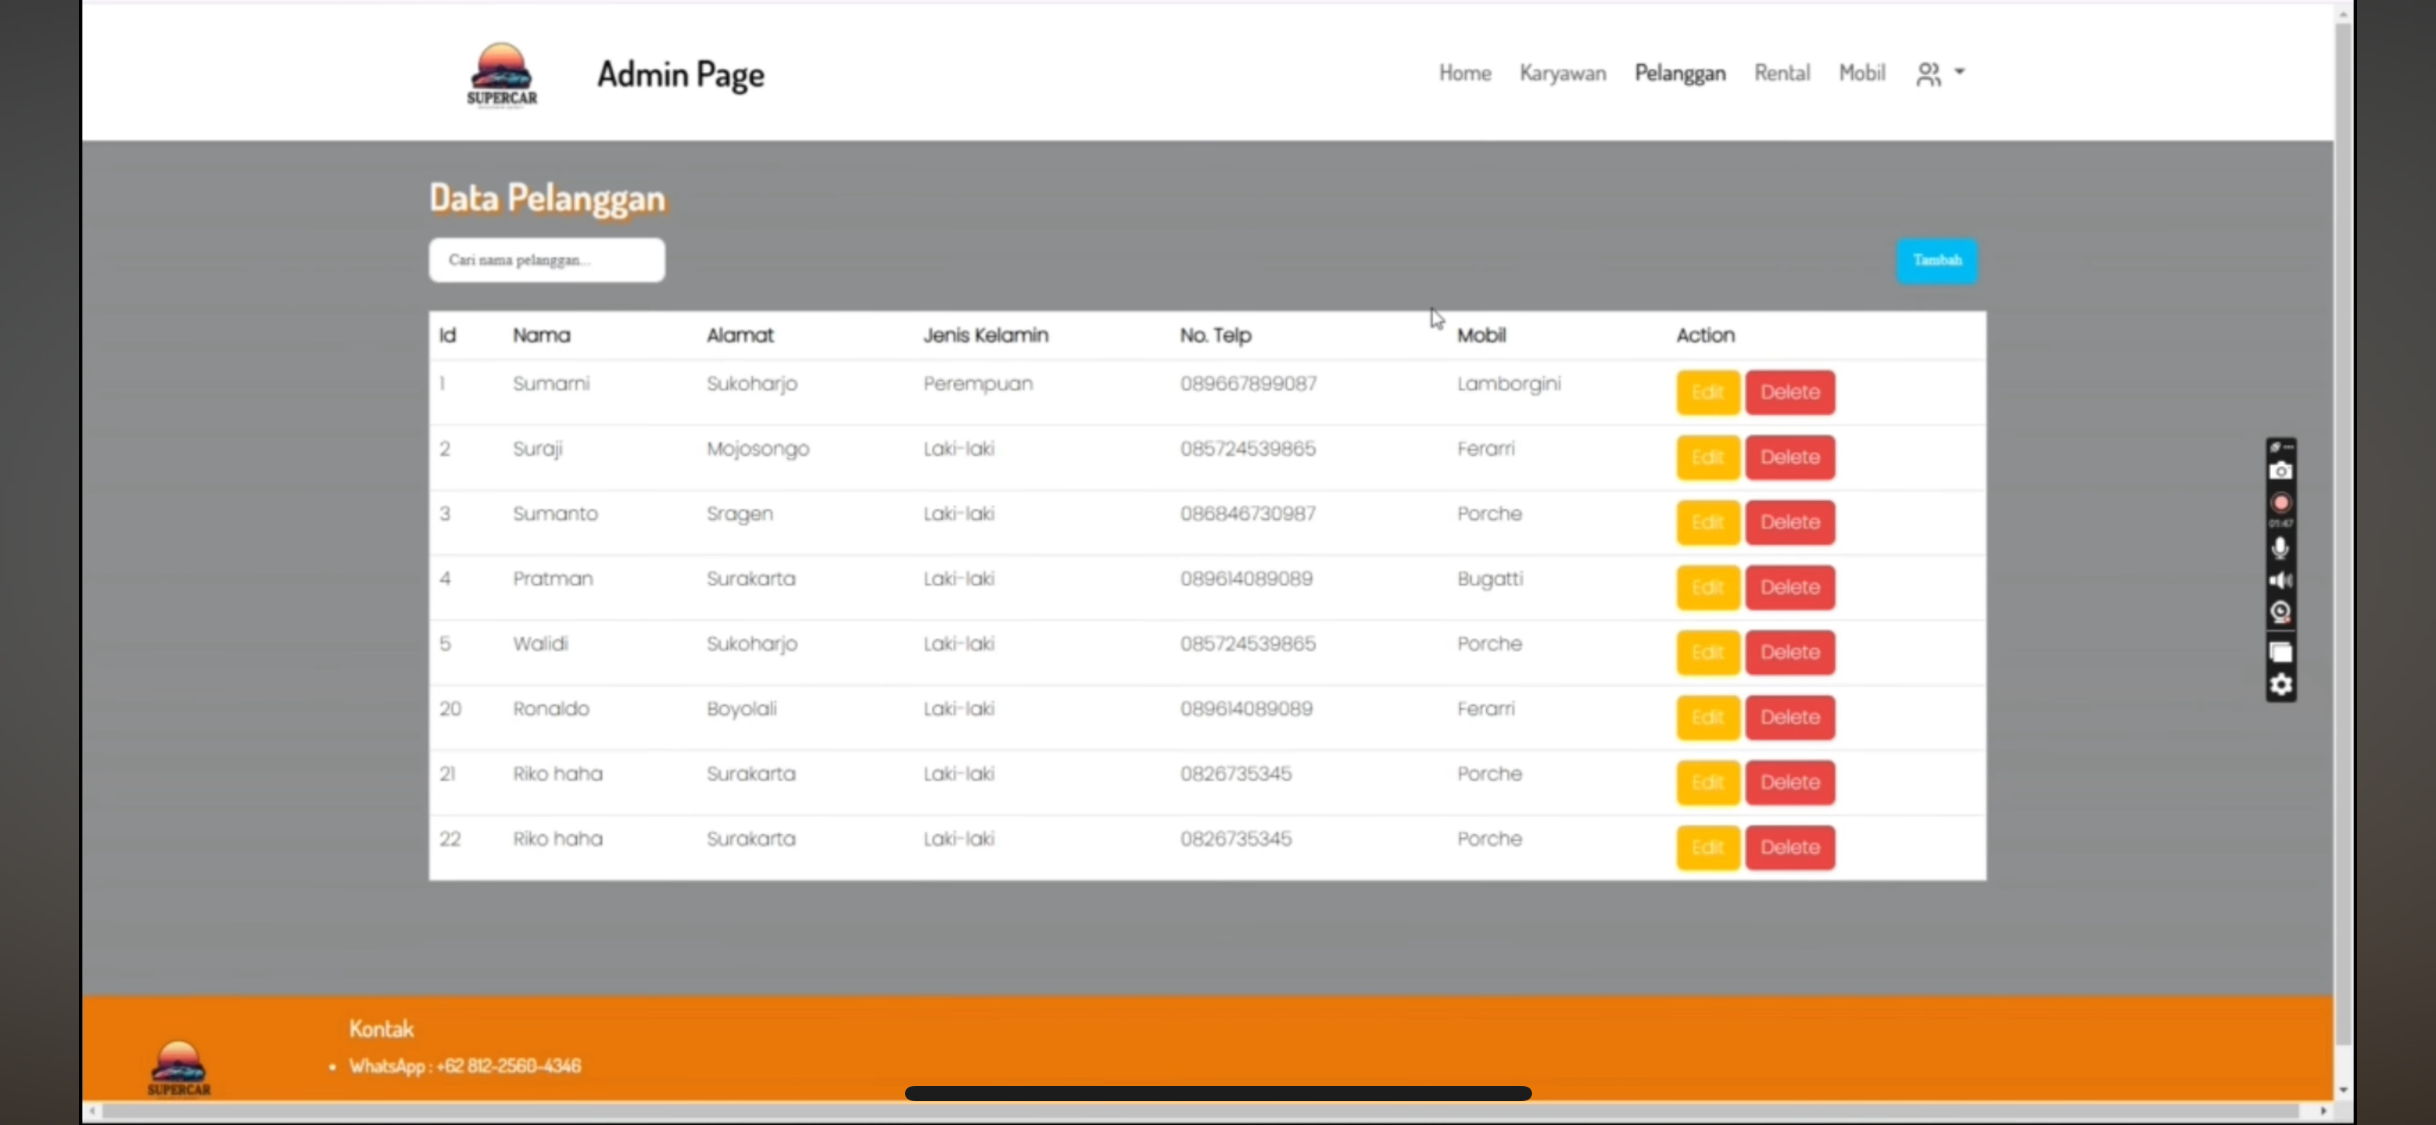 SUPERCAR
Admin Page
Home Karyawan Pelanggan Rental Mobil
Data Pelanggan
Cari nama pelanggan...
Tambah
Id Nama Alamat Jenis Kelamin No. Telp Mobil Action
1 Sumarni Sukoharjo Perempuan 089667899087 Lamborgini Edit Delete
2 Suraji Mojosongo Laki-laki 085724539865 Ferarri Edit Delete
3 Sumanto Sragen Laki-laki 086846730987 Porche Edit Delete
4 Pratman Surakarta Laki-laki 089614089089 Bugatti Edit Delete
5 Walidi Sukoharjo Laki-laki 085724539865 Porche Edit Delete
20 Ronaldo Boyolali Laki-laki 089614089089 Ferarri Edit Delete
21 Riko haha Surakarta Laki-laki 0826735345 Porche Edit Delete
22 Riko haha Surakarta Laki-laki 0826735345 Porche Edit Delete
01:47
Kontak
• WhatsApp : +62 812-2560-4346
SUPERCAR